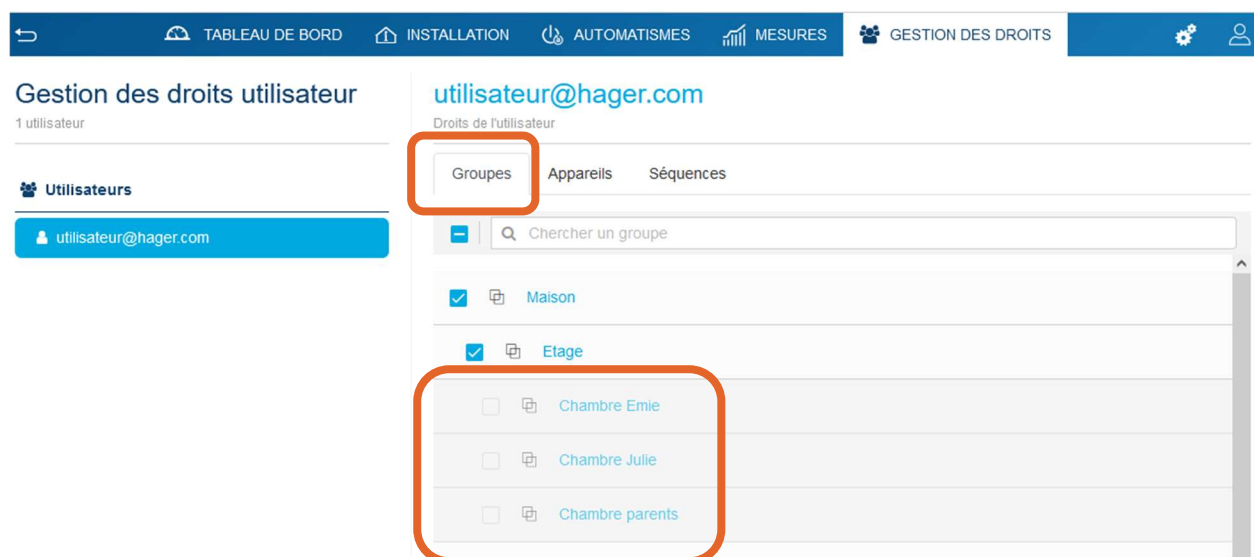 TABLEAU DE BORD INSTALLATION AUTOMATISMES MESURES GESTION DES DROITS
Gestion des droits utilisateur
1 utilisateur
Utilisateurs
utilisateur@hager.com
utilisateur@hager.com
Droits de l'utilisateur
Groupes Appareils Séquences
Chercher un groupe
Maison
Etage
Chambre Emie
Chambre Julie
Chambre parents